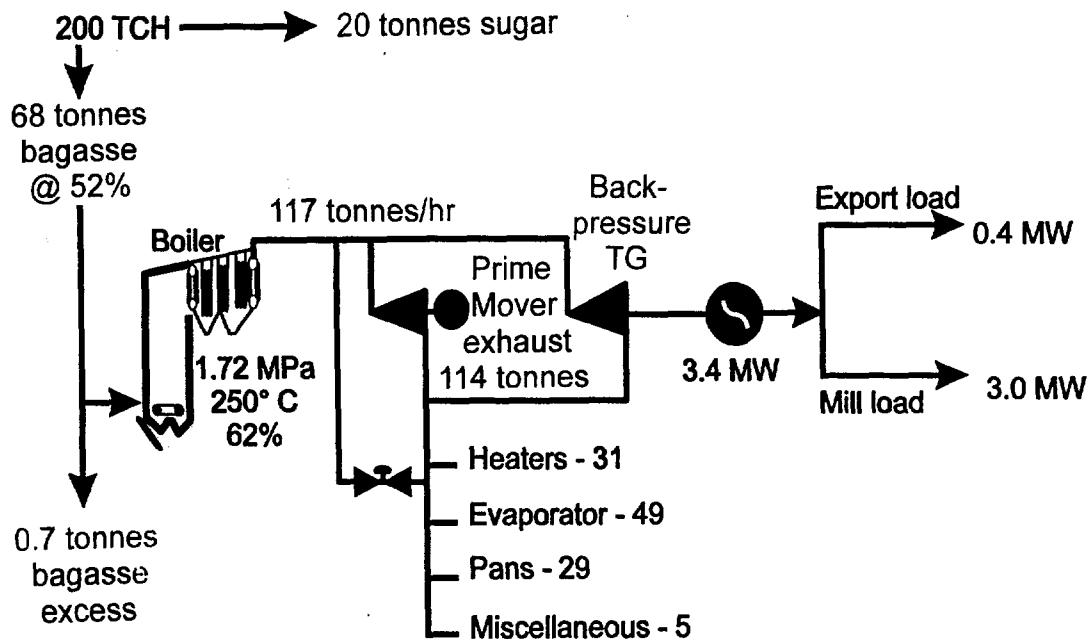 200 TCH
20 tonnes sugar
68 tonnes
bagasse
@ 52%
117 tonnes/hr
Boiler
1.72 MPa
250° C
62%
Prime
Mover
exhaust
114 tonnes
Back-
pressure
TG
3.4 MW
Export load
0.4 MW
Mill load
3.0 MW
Heaters - 31
Evaporator - 49
Pans - 29
Miscellaneous - 5
0.7 tonnes
bagasse
excess